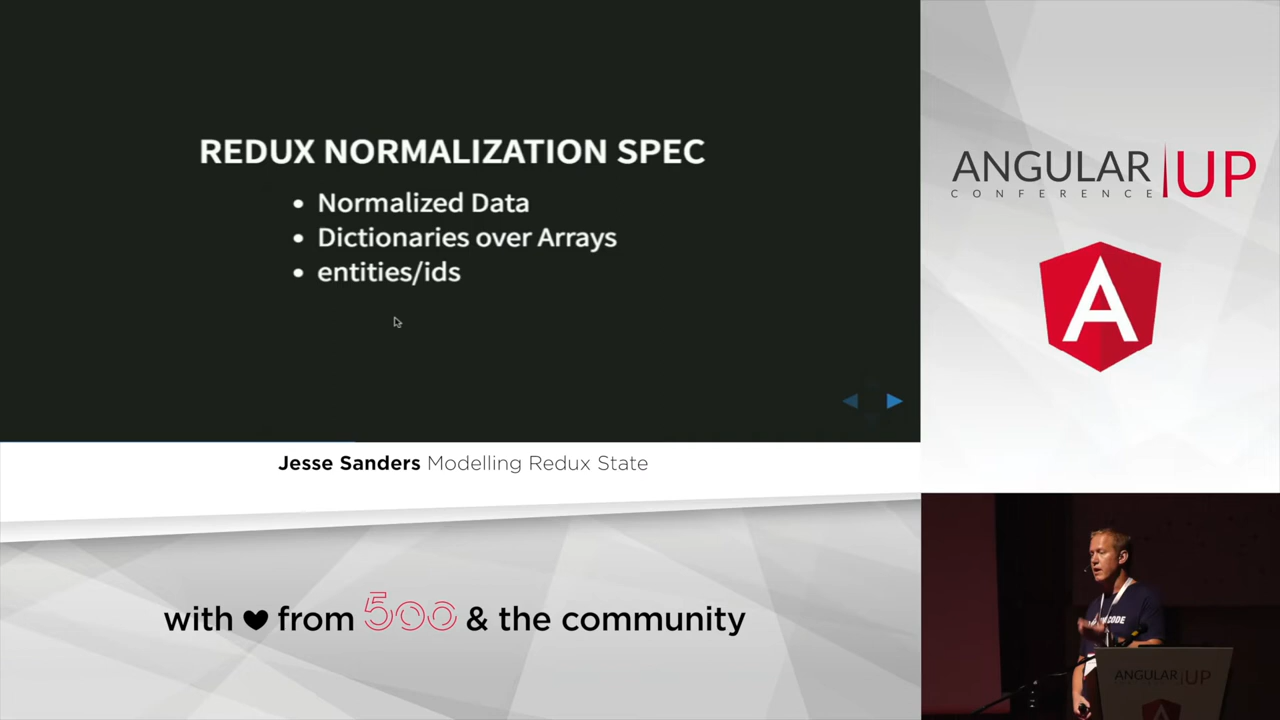 REDUX NORMALIZATION SPEC
• Normalized Data
• Dictionaries over Arrays
• entities/ids
Jesse Sanders Modelling Redux State
with ♥ from 500 & the community
ANGULAR UP
CONFERENCE
A
CODE
ANGULAR UP